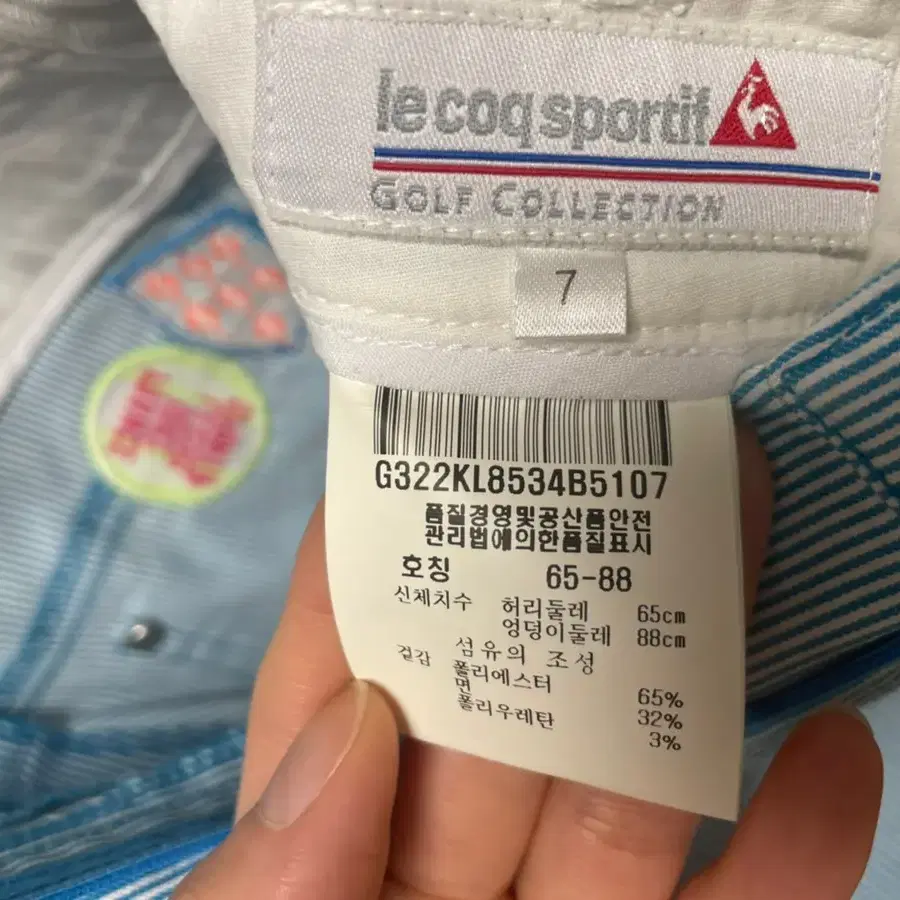 le coq sportif
GOLF COLLECTION
7
G322KL8534B5107
품질경영및공산품안전
관리법에의한품질표시
호칭 65-88
신체치수 허리둘레 65cm
엉덩이둘레 88cm
섬유의 조성
겉감 폴리에스터 65%
면 32%
폴리우레탄 3%